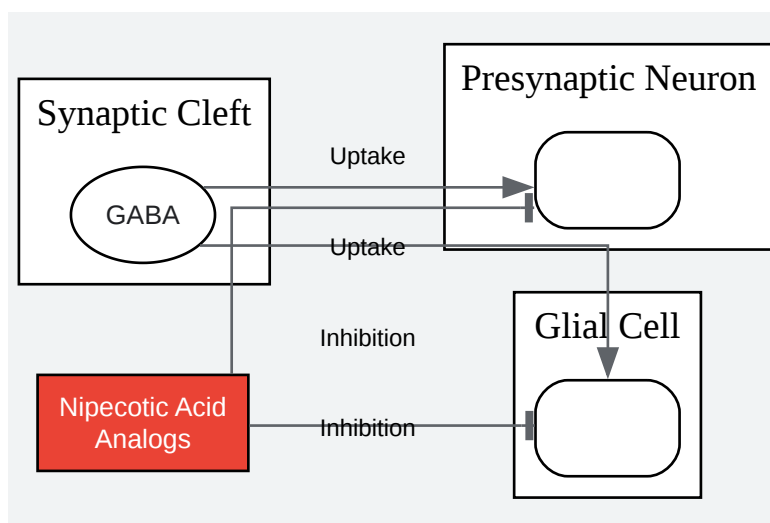 Presynaptic Neuron
Synaptic Cleft
Uptake
GABA
Uptake
Glial Cell
Inhibition
Nipecotic Acid
Analogs
Inhibition